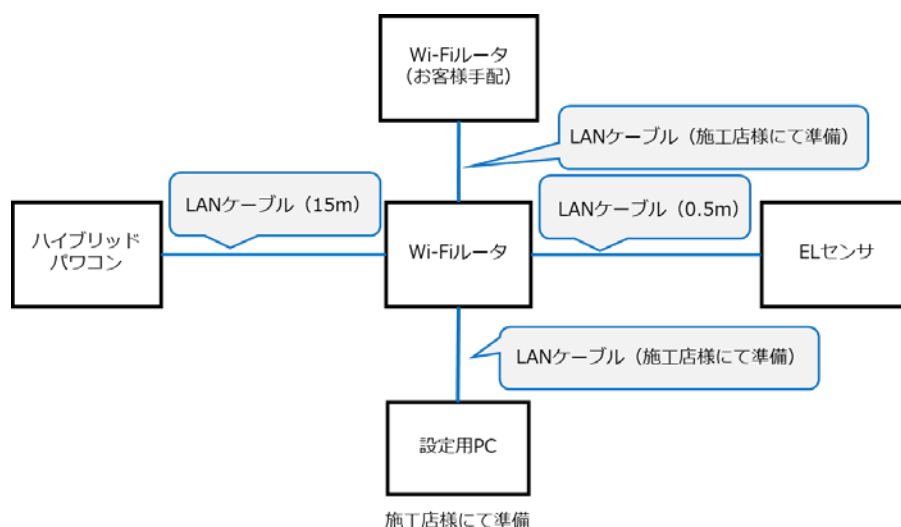 Wi-Fiルータ
（お客様手配）
LANケーブル（施工店様にて準備）
LANケーブル（15m）
LANケーブル（0.5m）
ハイブリッド
パワコン
Wi-Fiルータ
ELセンサ
LANケーブル（施工店様にて準備）
設定用PC
施工店様にて準備